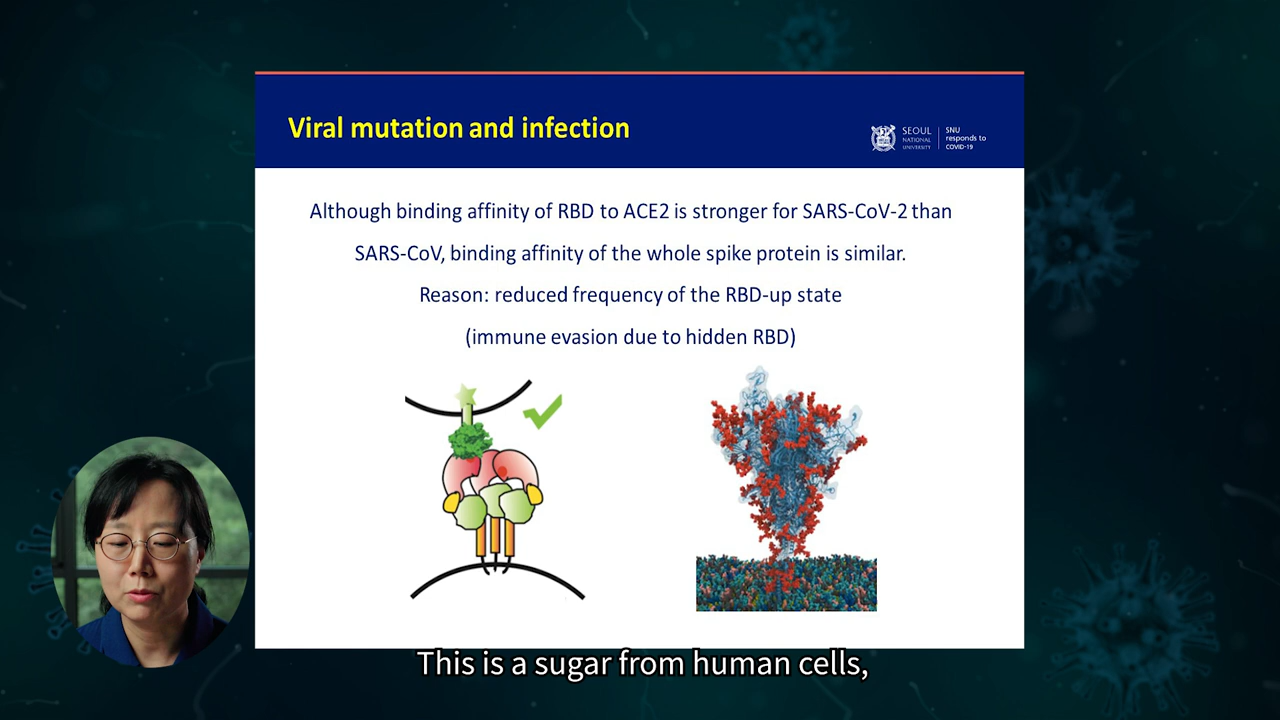 Viral mutation and infection
SEOUL
NATIONAL
UNIVERSITY
SNU
responds to
COVID-19
Although binding affinity of RBD to ACE2 is stronger for SARS-CoV-2 than
SARS-CoV, binding affinity of the whole spike protein is similar.
Reason: reduced frequency of the RBD-up state
(immune evasion due to hidden RBD)
This is a sugar from human cells,